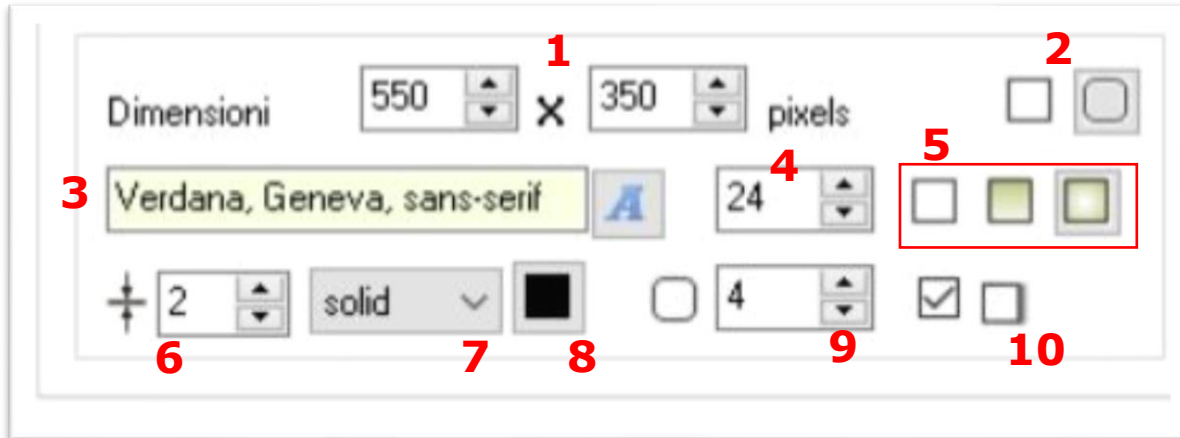 1 2
Dimensioni 550 x 350 pixels
3 Verdana, Geneva, sans-serif A 4 24 5
2 solid 4
6 7 8 9 10